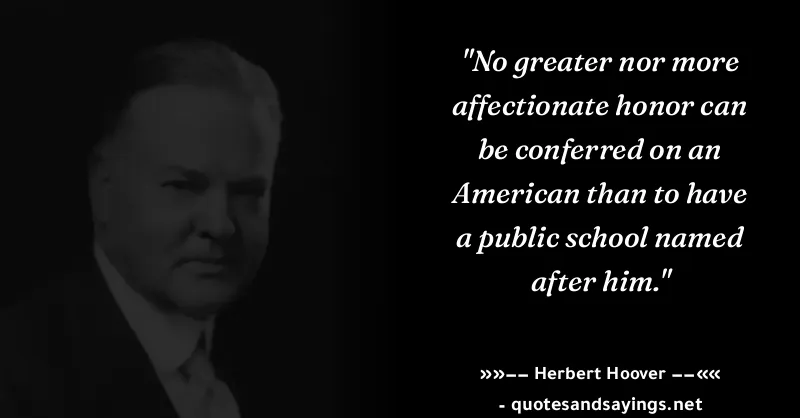 "No greater nor more
affectionate honor can
be conferred on an
American than to have
a public school named
after him."
»»−− Herbert Hoover −−««
- quotesandsayings.net